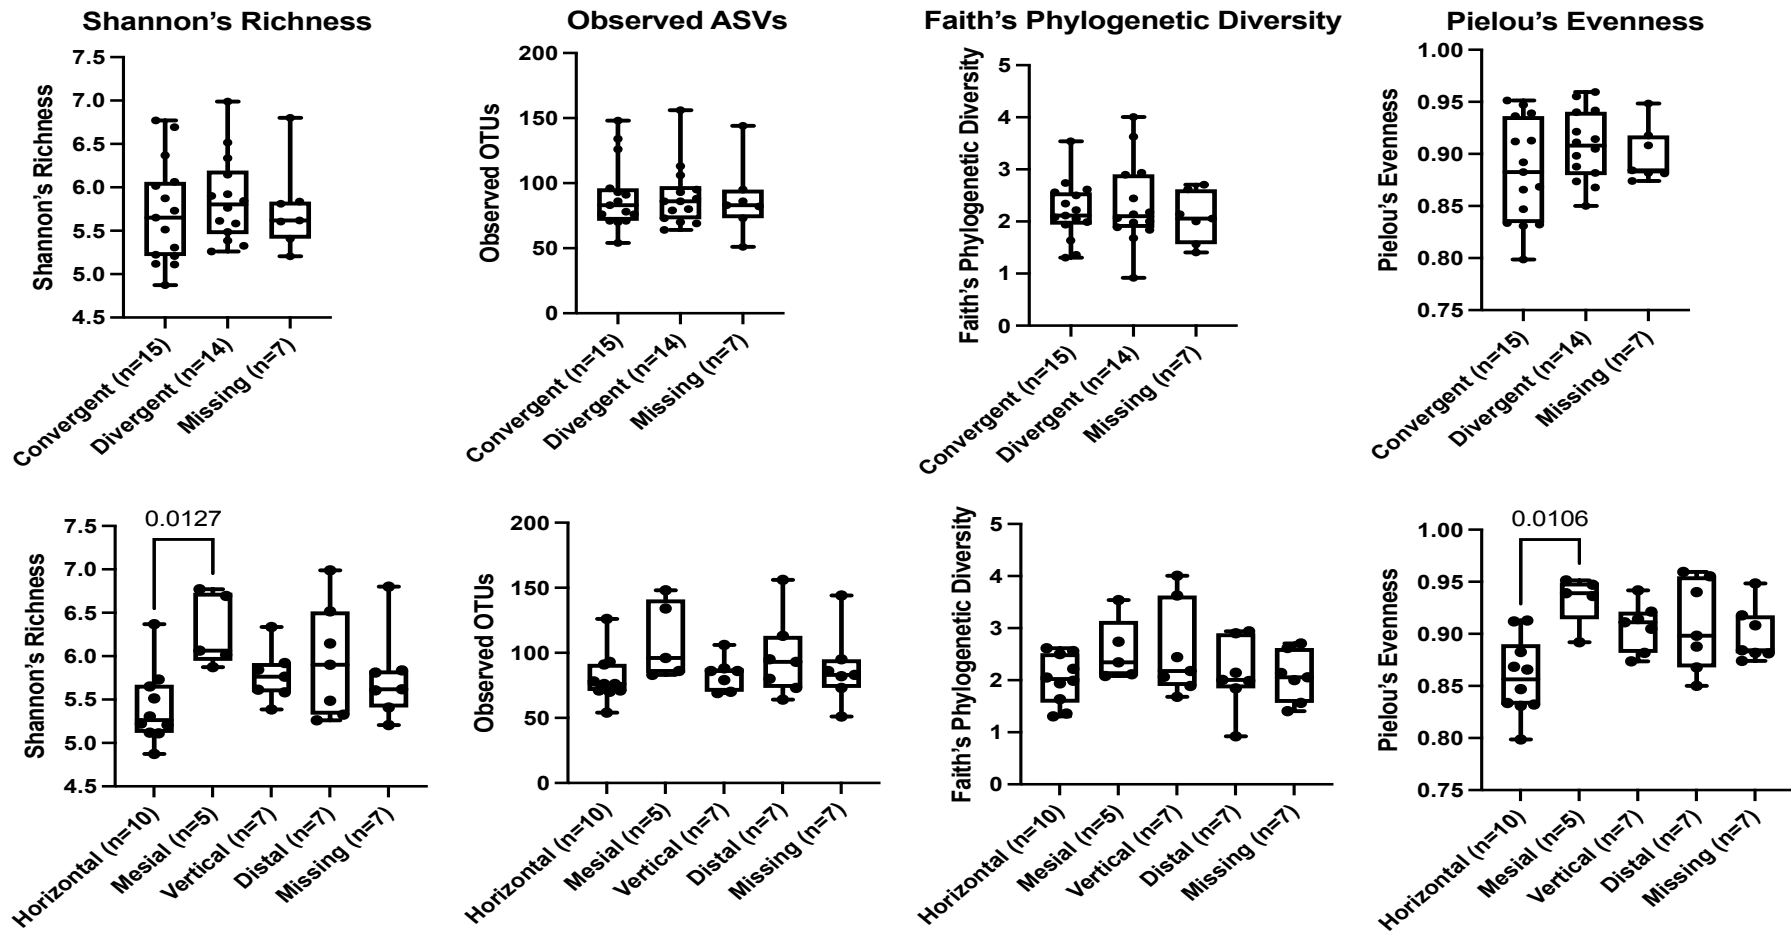 Shannon's Richness
Observed ASVs
Faith's Phylogenetic Diversity
Pielou's Evenness
Shannon's Richness
7.5
7.0
6.5
6.0
5.5
5.0
4.5
Convergent (n=15)
Divergent (n=14)
Missing (n=7)
Observed OTUs
200
150
100
50
0
Convergent (n=15)
Divergent (n=14)
Missing (n=7)
Faith's Phylogenetic Diversity
5
4
3
2
1
0
Convergent (n=15)
Divergent (n=14)
Missing (n=7)
Pielou's Evenness
1.00
0.95
0.90
0.85
0.80
0.75
Convergent (n=15)
Divergent (n=14)
Missing (n=7)
Shannon's Richness
7.5
7.0
6.5
6.0
5.5
5.0
4.5
0.0127
Horizontal (n=10)
Mesial (n=5)
Vertical (n=7)
Distal (n=7)
Missing (n=7)
Observed OTUs
200
150
100
50
0
Horizontal (n=10)
Mesial (n=5)
Vertical (n=7)
Distal (n=7)
Missing (n=7)
Faith's Phylogenetic Diversity
5
4
3
2
1
0
Horizontal (n=10)
Mesial (n=5)
Vertical (n=7)
Distal (n=7)
Missing (n=7)
Pielou's Evenness
1.00
0.95
0.90
0.85
0.80
0.75
0.0106
Horizontal (n=10)
Mesial (n=5)
Vertical (n=7)
Distal (n=7)
Missing (n=7)